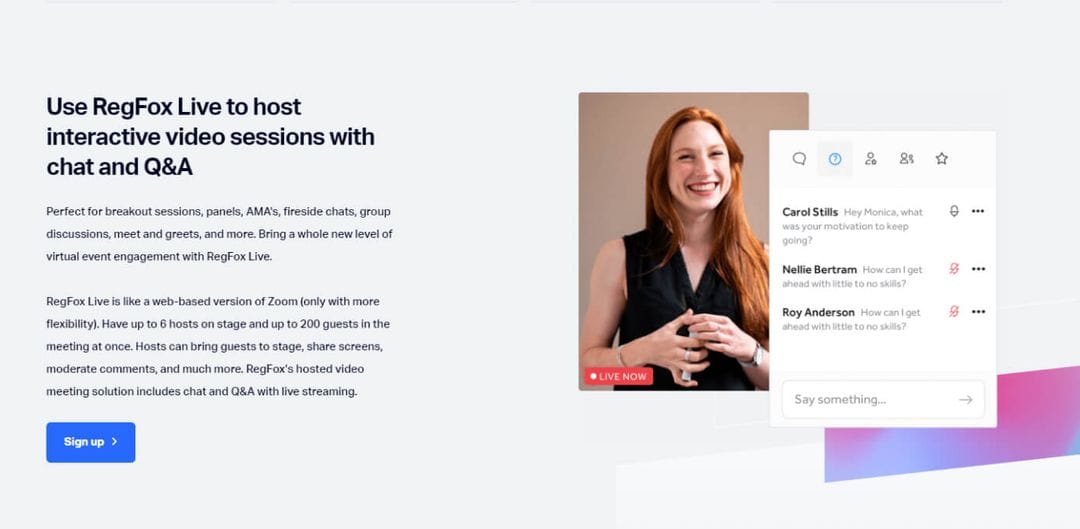 Use RegFox Live to host
interactive video sessions with
chat and Q&A
Perfect for breakout sessions, panels, AMA's, fireside chats, group
discussions, meet and greets, and more. Bring a whole new level of
virtual event engagement with RegFox Live.
RegFox Live is like a web-based version of Zoom (only with more
flexibility). Have up to 6 hosts on stage and up to 200 guests in the
meeting at once. Hosts can bring guests to stage, share screens,
moderate comments, and much more. RegFox's hosted video
meeting solution includes chat and Q&A with live streaming.
Sign up
LIVE NOW
Carol Stills Hey Monica, what
was your motivation to keep
going?
Nellie Bertram How can I get
ahead with little to no skills?
Roy Anderson How can I get
ahead with little to no skills?
Say something...